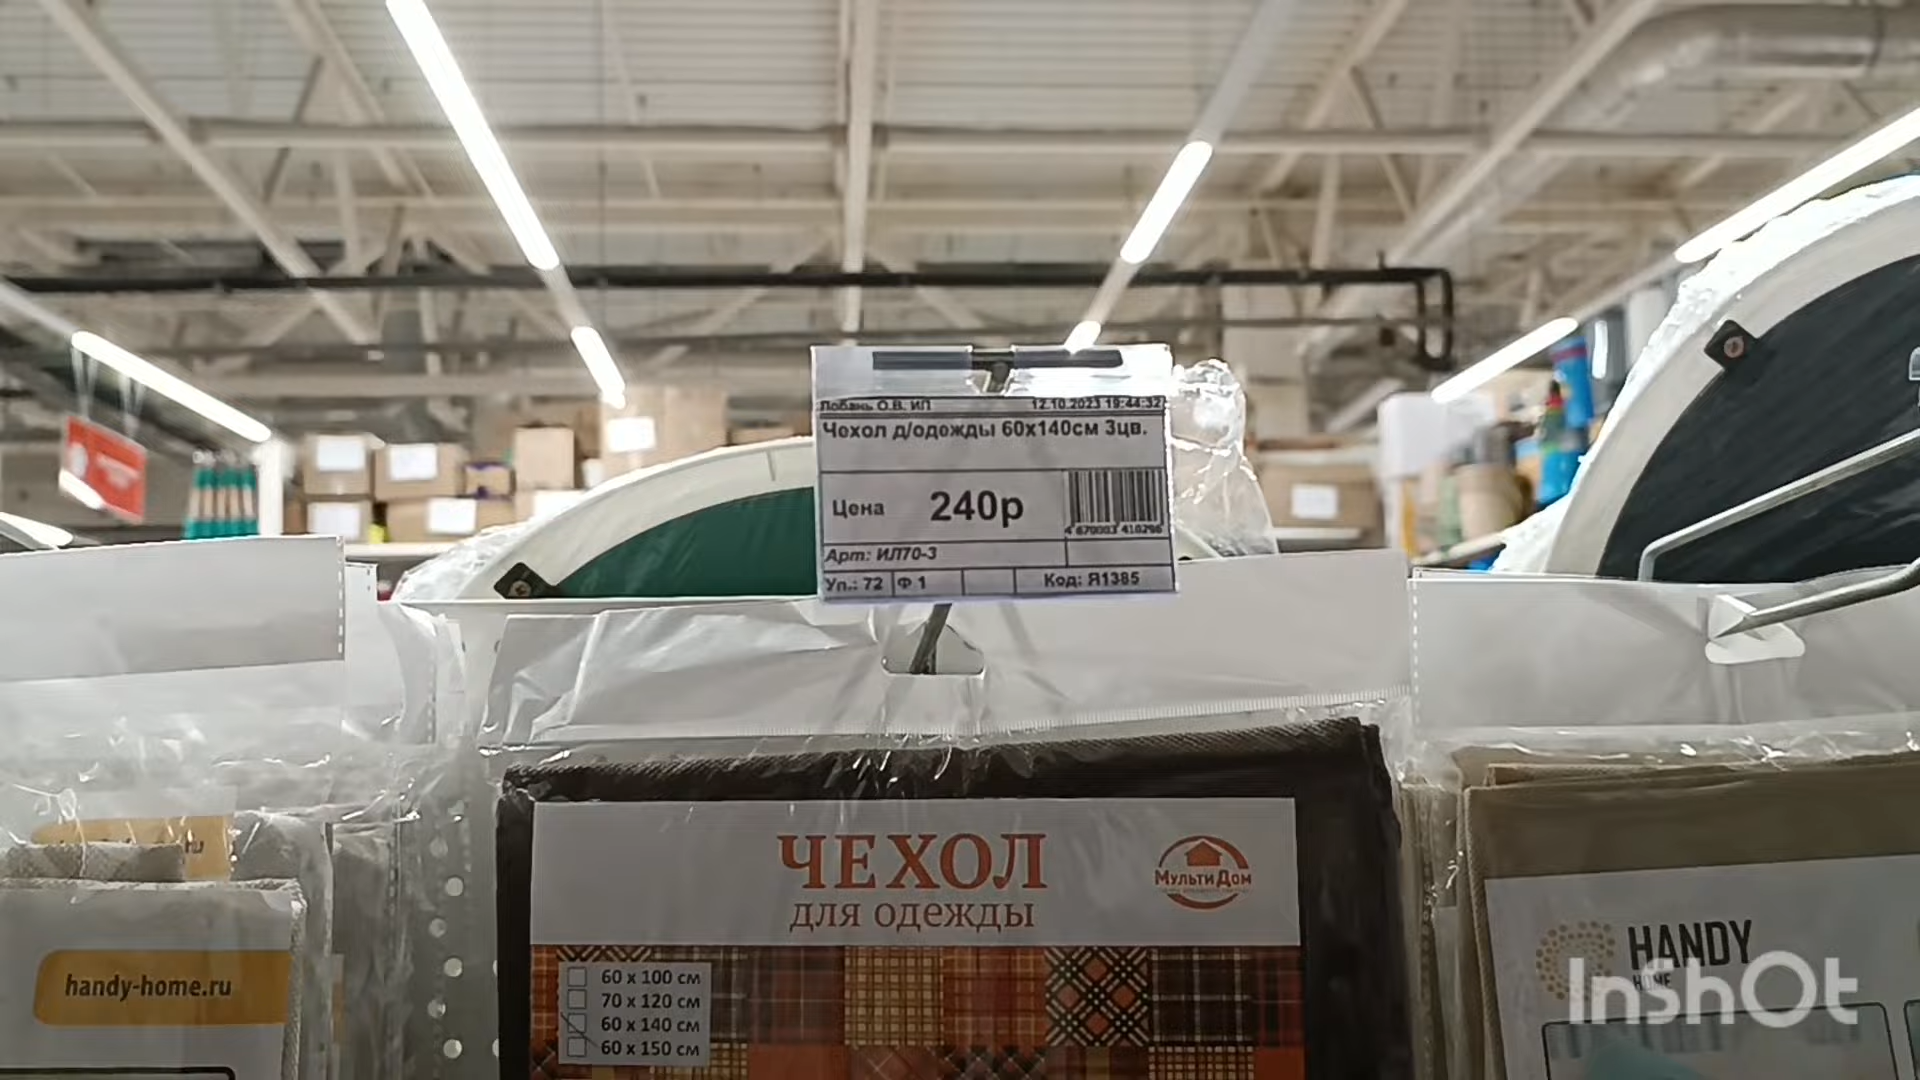 Лобань О.В. ИП 12.10.2023 19:44:32
Чехол д/одежды 60х140см 3цв.
Цена 240р
4 670003 410296
Арт: ИЛ70-3
Уп.: 72 Ф 1 Код: Я1385
ЧЕХОЛ
для одежды
МультиДом
60 х 100 см
70 х 120 см
60 х 140 см
60 х 150 см
handy-home.ru
HANDY
HOME
InShOt